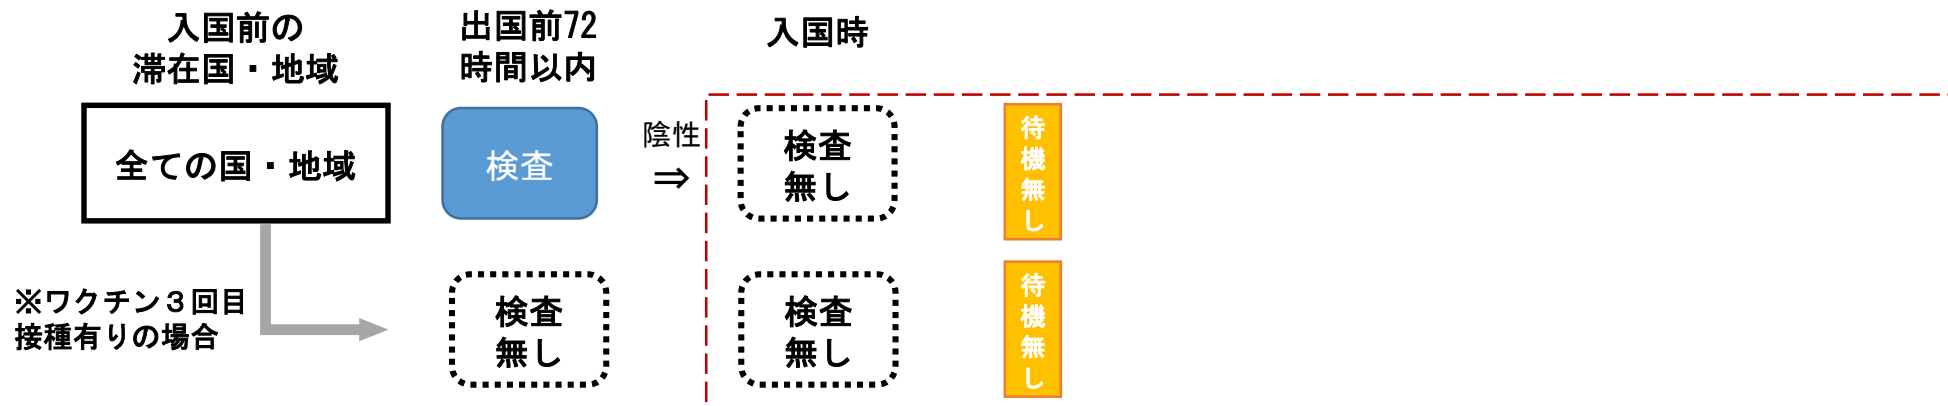 入国前の
滞在国・地域
出国前72
時間以内
入国時
全ての国・地域
検査
陰性
⇒
検査
無し
待機無し
※ワクチン３回目
接種有りの場合
検査
無し
検査
無し
待機無し